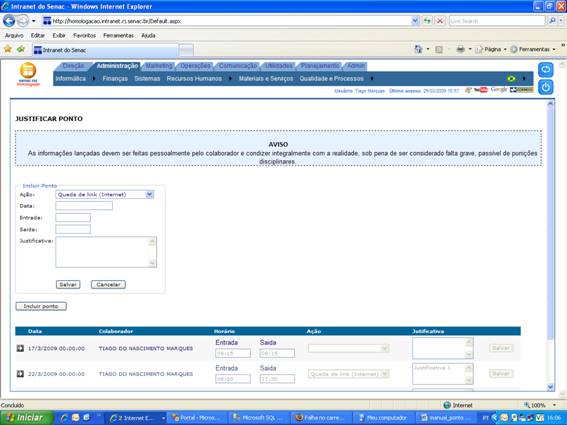 Intranet do Senac - Windows Internet Explorer
http://homologacao.intranet.rs.senac.br/Default.aspx
Live Search
Arquivo Editar Exibir Favoritos Ferramentas Ajuda
Intranet do Senac
Página Ferramentas
Direção Administração Marketing Operações Comunicação Utilidades Planejamento Admin
Informática Finanças Sistemas Recursos Humanos Materiais e Serviços Qualidade e Processos
Homologação
Usuário: Tiago Marques Último acesso: 29/03/2009 15:57
Google
JUSTIFICAR PONTO
AVISO
As informações lançadas devem ser feitas pessoalmente pelo colaborador e condizer integralmente com a realidade, sob pena de ser considerado falta grave, passível de punições
disciplinares.
Incluir Ponto
Ação: Queda de link (Internet)
Data:
Entrada:
Saida:
Justificativa:
Salvar Cancelar
Incluir ponto
Data Colaborador Horário Ação Jutificativa
Entrada Saida
17/3/2009 00:00:00 TIAGO DO NASCIMENTO MARQUES 08:15 08:15 Salvar
Entrada Saida
22/3/2009 00:00:00 TIAGO DO NASCIMENTO MARQUES 08:30 17:30 Queda de link (Internet) Justificativa 1 Salvar
Concluído
Internet 100%
Iniciar 2 Internet E... Portal - Micros... Microsoft SQL ... Falha no carre... Meu computador manual_ponto ... PT 16:06